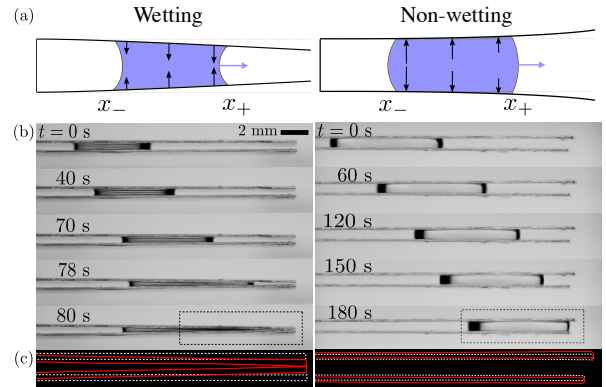 Wetting
Non-wetting
(a)
x₋ x₊
x₋ x₊
(b) t = 0 s 2 mm
40 s
70 s
78 s
80 s
t = 0 s
60 s
120 s
150 s
180 s
(c)